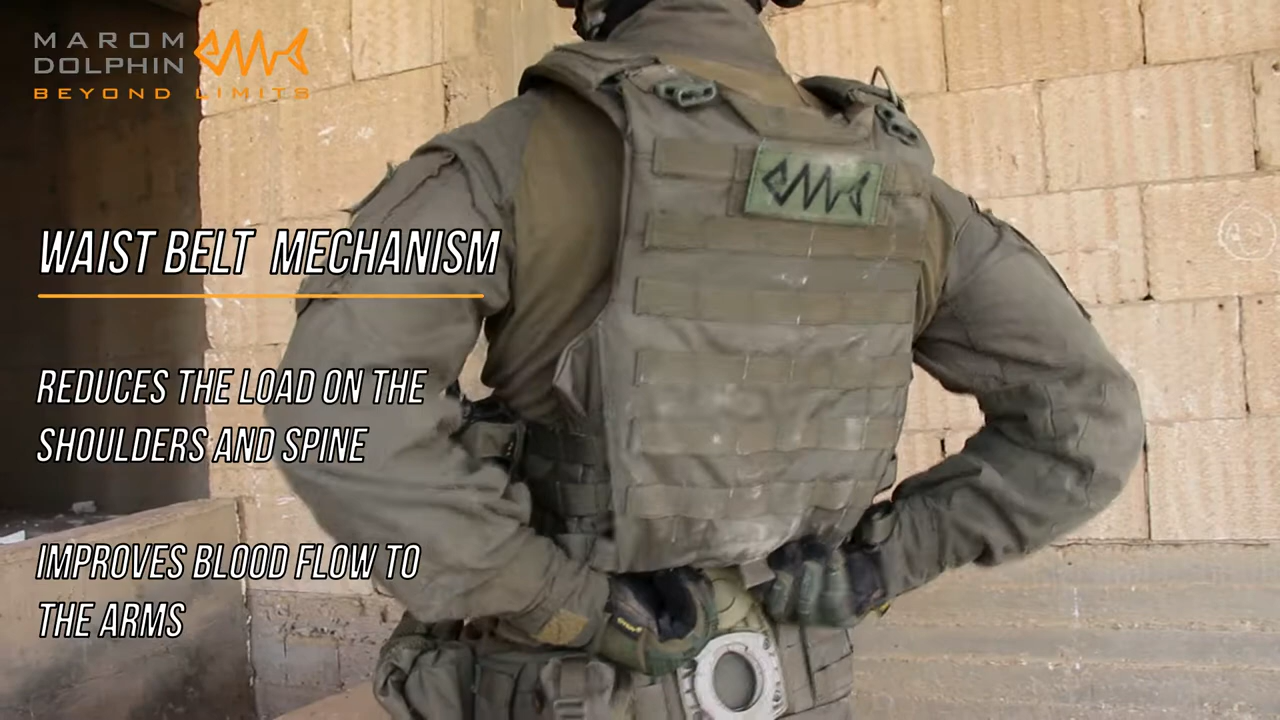 MAROM
DOLPHIN
BEYOND LIMITS
WAIST BELT MECHANISM
REDUCES THE LOAD ON THE
SHOULDERS AND SPINE
IMPROVES BLOOD FLOW TO
THE ARMS